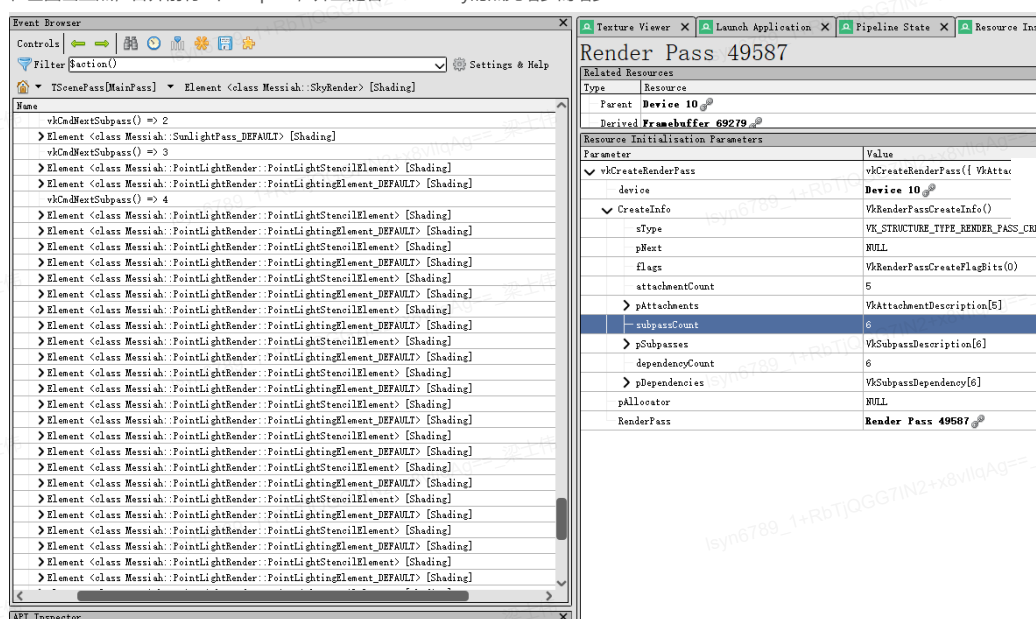 Event Browser
Controls
Filter $action() Settings & Help
TScenePass[MainPass] Element <class Messiah::SkyRender> [Shading]
Name
vkCmdNextSubpass() => 2
Element <class Messiah::SunlightPass_DEFAULT> [Shading]
vkCmdNextSubpass() => 3
Element <class Messiah::PointLightRender::PointLightStencilElement> [Shading]
Element <class Messiah::PointLightRender::PointLightingElement_DEFAULT> [Shading]
vkCmdNextSubpass() => 4
Element <class Messiah::PointLightRender::PointLightStencilElement> [Shading]
Element <class Messiah::PointLightRender::PointLightingElement_DEFAULT> [Shading]
Element <class Messiah::PointLightRender::PointLightStencilElement> [Shading]
Element <class Messiah::PointLightRender::PointLightingElement_DEFAULT> [Shading]
Element <class Messiah::PointLightRender::PointLightStencilElement> [Shading]
Element <class Messiah::PointLightRender::PointLightingElement_DEFAULT> [Shading]
Element <class Messiah::PointLightRender::PointLightStencilElement> [Shading]
Element <class Messiah::PointLightRender::PointLightingElement_DEFAULT> [Shading]
Element <class Messiah::PointLightRender::PointLightStencilElement> [Shading]
Element <class Messiah::PointLightRender::PointLightingElement_DEFAULT> [Shading]
Element <class Messiah::PointLightRender::PointLightStencilElement> [Shading]
Element <class Messiah::PointLightRender::PointLightingElement_DEFAULT> [Shading]
Element <class Messiah::PointLightRender::PointLightStencilElement> [Shading]
Element <class Messiah::PointLightRender::PointLightingElement_DEFAULT> [Shading]
Element <class Messiah::PointLightRender::PointLightStencilElement> [Shading]
Element <class Messiah::PointLightRender::PointLightingElement_DEFAULT> [Shading]
Element <class Messiah::PointLightRender::PointLightStencilElement> [Shading]
Element <class Messiah::PointLightRender::PointLightingElement_DEFAULT> [Shading]
Element <class Messiah::PointLightRender::PointLightStencilElement> [Shading]
Element <class Messiah::PointLightRender::PointLightingElement_DEFAULT> [Shading]
Element <class Messiah::PointLightRender::PointLightStencilElement> [Shading]
Element <class Messiah::PointLightRender::PointLightingElement_DEFAULT> [Shading]
API Inspector
Texture Viewer Launch Application Pipeline State Resource Ins
Render Pass 49587
Related Resources
Type Resource
Parent Device 10
Derived Framebuffer 69279
Resource Initialisation Parameters
Parameter Value
vkCreateRenderPass vkCreateRenderPass({ VkAttac
device Device 10
CreateInfo VkRenderPassCreateInfo()
sType VK_STRUCTURE_TYPE_RENDER_PASS_CRE
pNext NULL
flags VkRenderPassCreateFlagBits(0)
attachmentCount 5
pAttachments VkAttachmentDescription[5]
subpassCount 6
pSubpasses VkSubpassDescription[6]
dependencyCount 6
pDependencies VkSubpassDependency[6]
pAllocator NULL
RenderPass Render Pass 49587